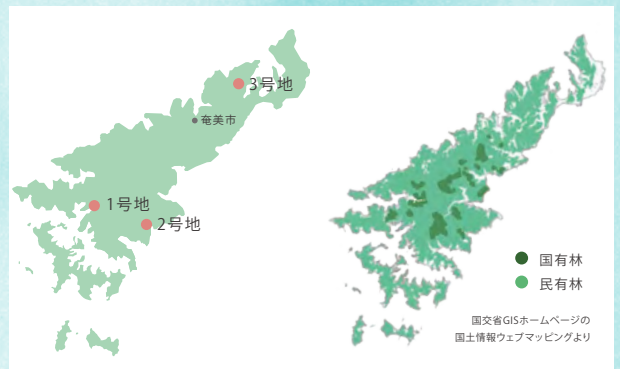 3号地
奄美市
1号地
2号地
国有林
民有林
国交省GISホームページの
国土情報ウェブマッピングより